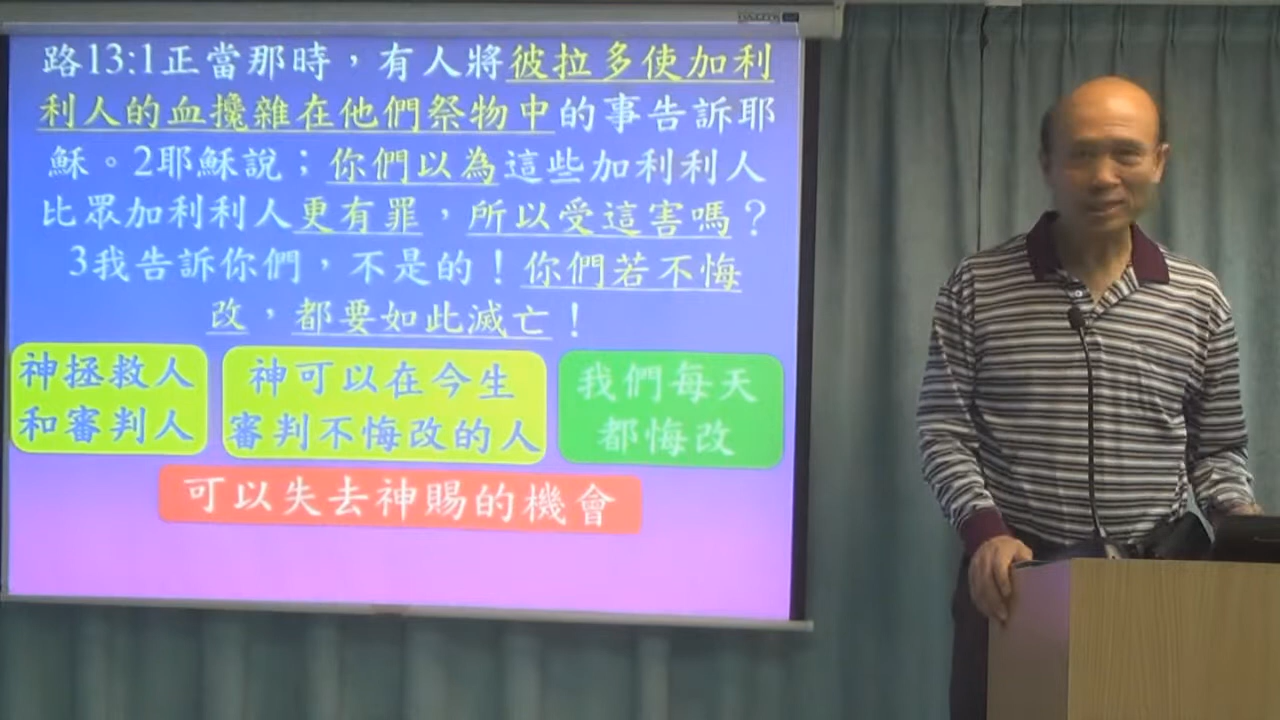 路13:1正當那時，有人將彼拉多使加利
利人的血攙雜在他們祭物中的事告訴耶
穌。2耶穌說；你們以為這些加利利人
比眾加利利人更有罪，所以受這害嗎？
3我告訴你們，不是的！你們若不悔
改，都要如此滅亡！
神拯救人
和審判人
神可以在今生
審判不悔改的人
我們每天
都悔改
可以失去神賜的機會